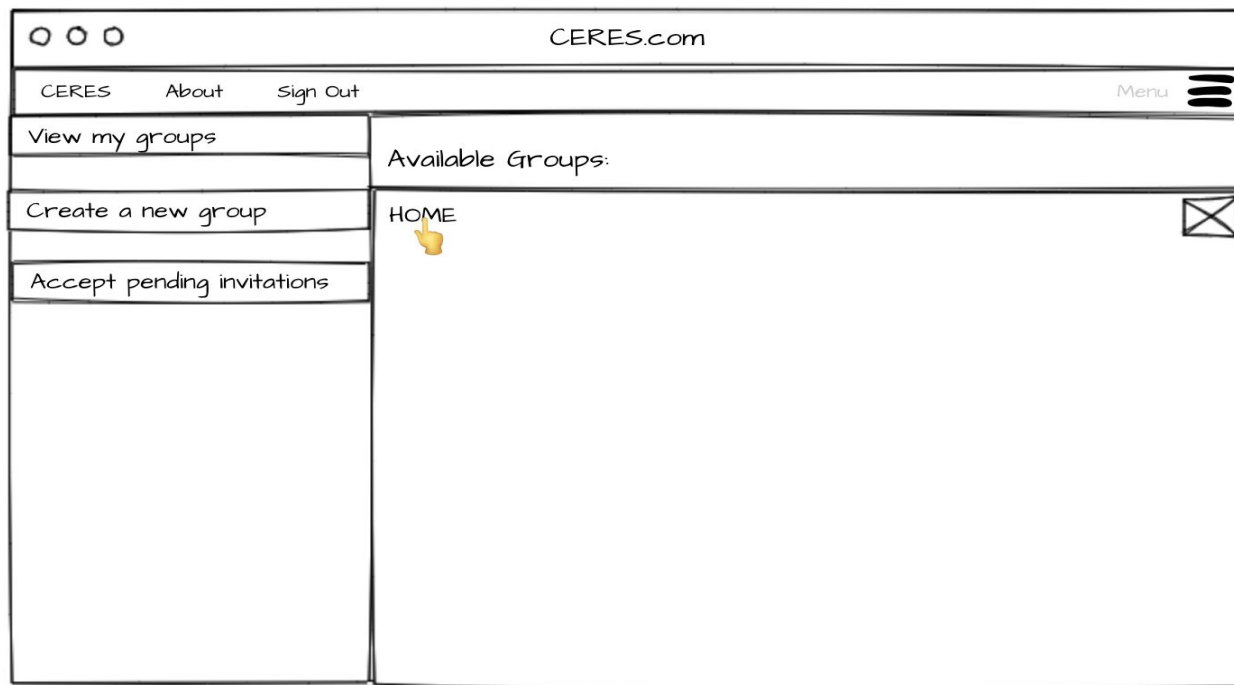 CERES.com
CERES About Sign Out Menu
View my groups
Create a new group
Accept pending invitations
Available Groups:
HOME